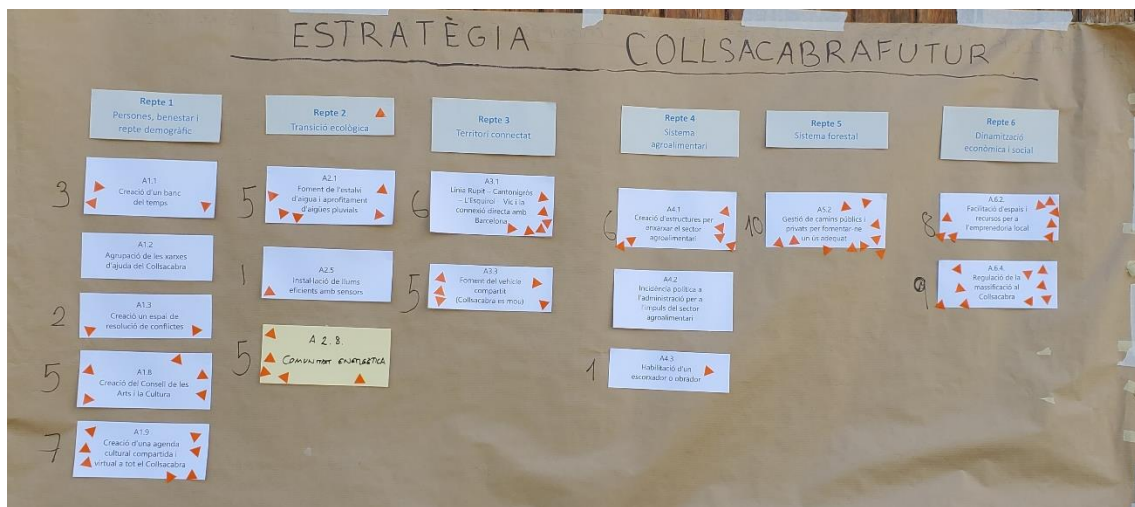 ESTRATÈGIA COLLSACABRAFUTUR
Repte 1
Persones, benestar i
repte demogràfic
3
A1.1
Creació d'un banc
del temps
A1.2
Agrupació de les xarxes
d'ajuda del Collsacabra
2
A1.3
Creació un espai de
resolució de conflictes
5
A1.8
Creació del Consell de les
Arts i la Cultura
7
A1.9
Creació d'una agenda
cultural compartida i
virtual a tot el Collsacabra
Repte 2
Transició ecològica
5
A2.1
Foment de l'estalvi
d'aigua i aprofitament
d'aigües pluvials
1
A2.5
Instal·lació de llums
eficients amb sensors
5
A 2.8.
COMUNITAT ENERGÈTICA
Repte 3
Territori connectat
6
A3.1
Línia Rupit – Cantonigròs
– L'Esquirol – Vic i la
connexió directa amb
Barcelona
5
A3.3
Foment del vehicle
compartit
(Collsacabra es mou)
Repte 4
Sistema
agroalimentari
6
A4.1
Creació d'estructures per
enxarxar el sector
agroalimentari
A4.2
Incidència política a
l'administració per a
l'impuls del sector
agroalimentari
1
A4.3
Habilitació d'un
escorxador o obrador
Repte 5
Sistema forestal
10
A5.2
Gestió de camins públics i
privats per fomentar-ne
un ús adequat
Repte 6
Dinamització
econòmica i social
8
A.6.2.
Facilitació d'espais i
recursos per a
l'emprenedoria local
9
A.6.4.
Regulació de la
massificació al
Collsacabra